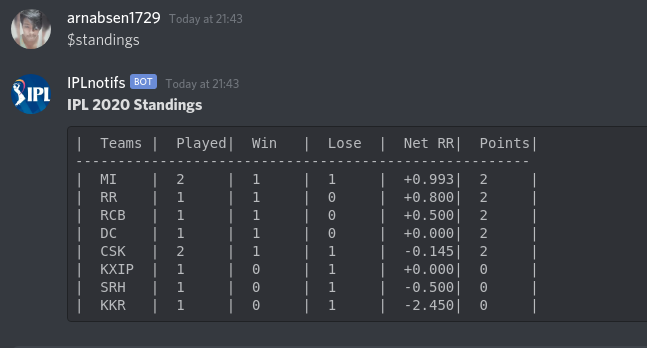 arnabsen1729 Today at 21:43
$standings
IPLnotifs BOT Today at 21:43
IPL
IPL 2020 Standings
| Teams | Played| Win | Lose | Net RR| Points|
------------------------------------------------------
| MI | 2 | 1 | 1 | +0.993| 2 |
| RR | 1 | 1 | 0 | +0.800| 2 |
| RCB | 1 | 1 | 0 | +0.500| 2 |
| DC | 1 | 1 | 0 | +0.000| 2 |
| CSK | 2 | 1 | 1 | -0.145| 2 |
| KXIP | 1 | 0 | 1 | +0.000| 0 |
| SRH | 1 | 0 | 1 | -0.500| 0 |
| KKR | 1 | 0 | 1 | -2.450| 0 |